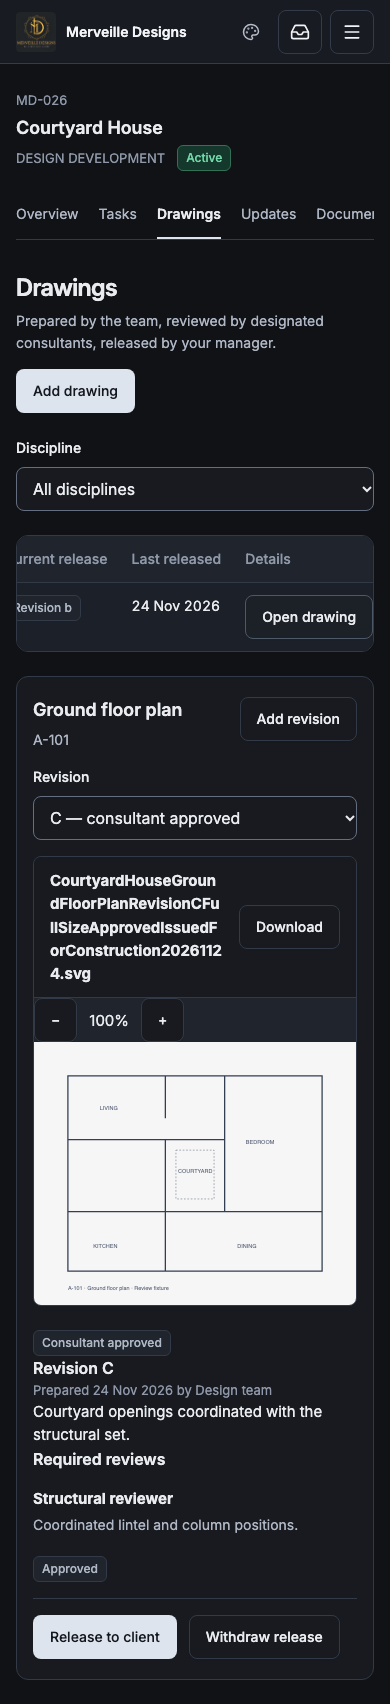 Merveille Designs
MD-026
Courtyard House
DESIGN DEVELOPMENT Active
Overview Tasks Drawings Updates Documen
Drawings
Prepared by the team, reviewed by designated
consultants, released by your manager.
Add drawing
Discipline
All disciplines
urrent release Last released Details
Revision b 24 Nov 2026 Open drawing
Ground floor plan
Add revision
A-101
Revision
C — consultant approved
CourtyardHouseGroun
dFloorPlanRevisionCFu
llSizeApprovedIssuedF
orConstruction2026112
4.svg
Download
− 100% +
LIVING
BEDROOM
COURTYARD
KITCHEN
DINING
A-101 · Ground floor plan · Review fixture
Consultant approved
Revision C
Prepared 24 Nov 2026 by Design team
Courtyard openings coordinated with the
structural set.
Required reviews
Structural reviewer
Coordinated lintel and column positions.
Approved
Release to client Withdraw release